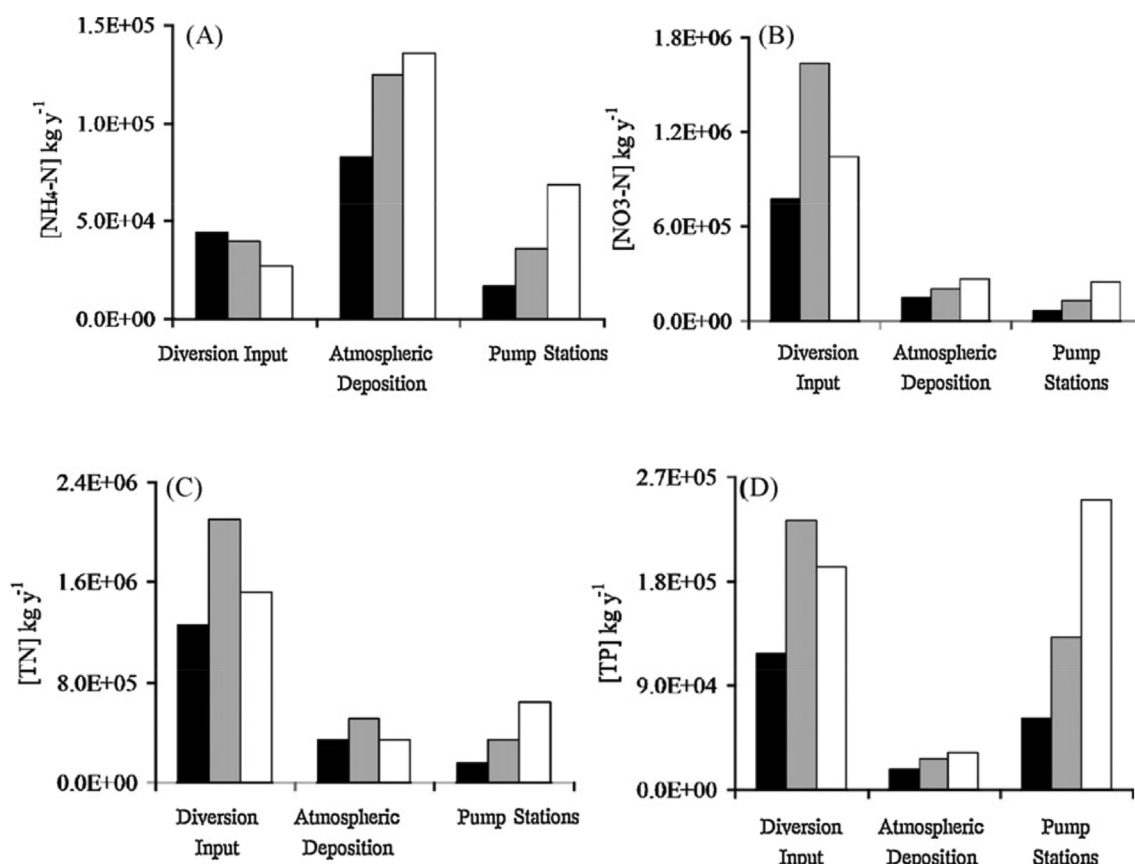 (A)
1.5E+05
1.0E+05
5.0E+04
0.0E+00
[NH₄-N] kg y⁻¹
Diversion Input
Atmospheric
Deposition
Pump Stations
(B)
1.8E+06
1.2E+06
6.0E+05
0.0E+00
[NO3-N] kg y⁻¹
Diversion
Input
Atmospheric
Deposition
Pump
Stations
(C)
2.4E+06
1.6E+06
8.0E+05
0.0E+00
[TN] kg y⁻¹
Diversion
Input
Atmospheric
Deposition
Pump Stations
(D)
2.7E+05
1.8E+05
9.0E+04
0.0E+00
[TP] kg y⁻¹
Diversion
Input
Atmospheric
Deposition
Pump
Stations